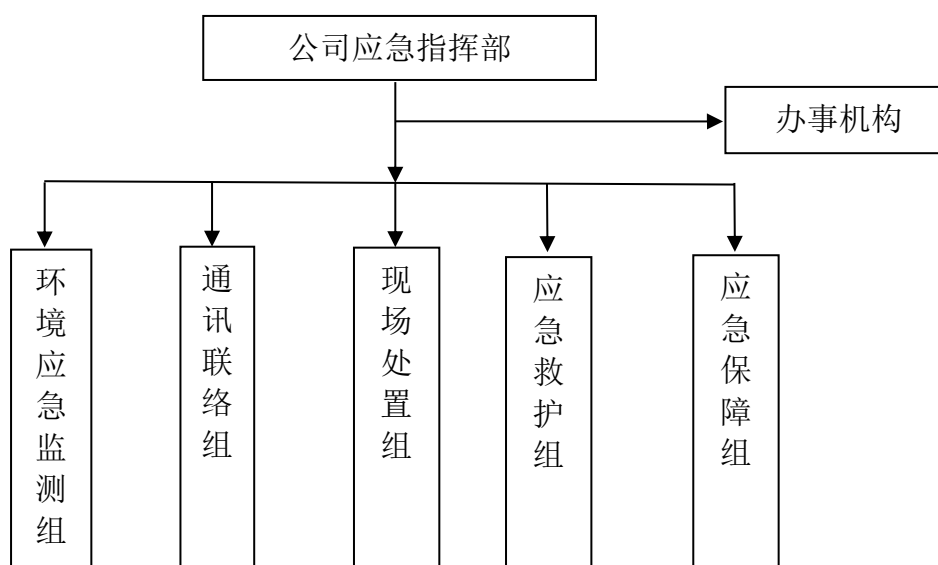 公司应急指挥部
办事机构
环境应急监测组
通讯联络组
现场处置组
应急救护组
应急保障组